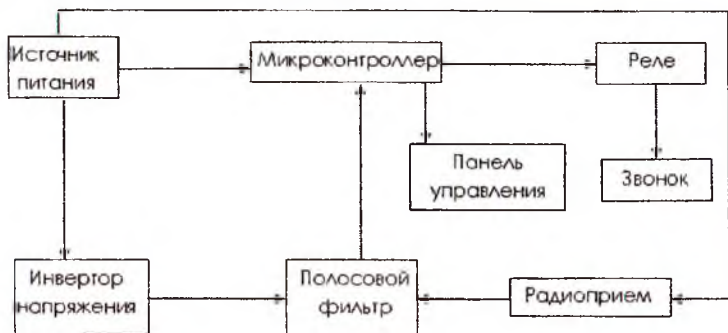 Источник
питания
Микроконтроллер
Реле
Панель
управления
Звонок
Инвертор
напряжения
Полосовой
фильтр
Радиоприем